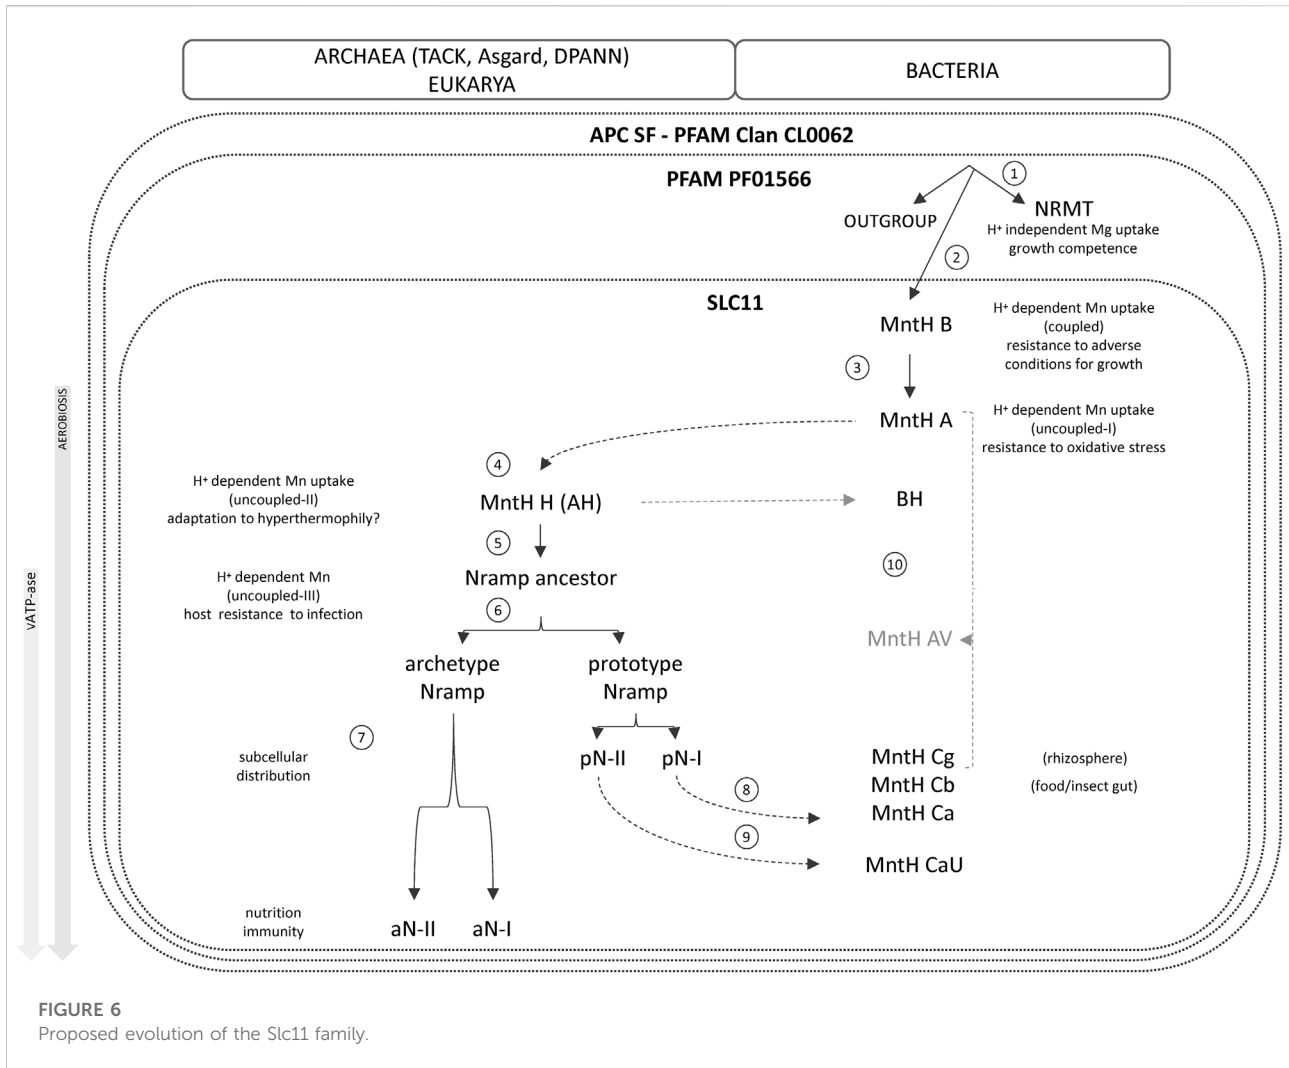 ARCHAEA (TACK, Asgard, DPANN)
EUKARYA
BACTERIA
APC SF - PFAM Clan CL0062
PFAM PF01566
1
OUTGROUP
NRMT
H⁺ independent Mg uptake
growth competence
2
SLC11
MntH B
H⁺ dependent Mn uptake
(coupled)
resistance to adverse
conditions for growth
3
AEROBIOSIS
MntH A
H⁺ dependent Mn uptake
(uncoupled-I)
resistance to oxidative stress
4
H⁺ dependent Mn uptake
(uncoupled-II)
adaptation to hyperthermophily?
MntH H (AH)
BH
5
10
vATP-ase
H⁺ dependent Mn
(uncoupled-III)
host resistance to infection
Nramp ancestor
6
MntH AV
archetype
Nramp
prototype
Nramp
7
subcellular
distribution
pN-II
pN-I
MntH Cg
(rhizosphere)
MntH Cb
(food/insect gut)
MntH Ca
8
9
MntH CaU
nutrition
immunity
aN-II
aN-I
FIGURE 6
Proposed evolution of the Slc11 family.